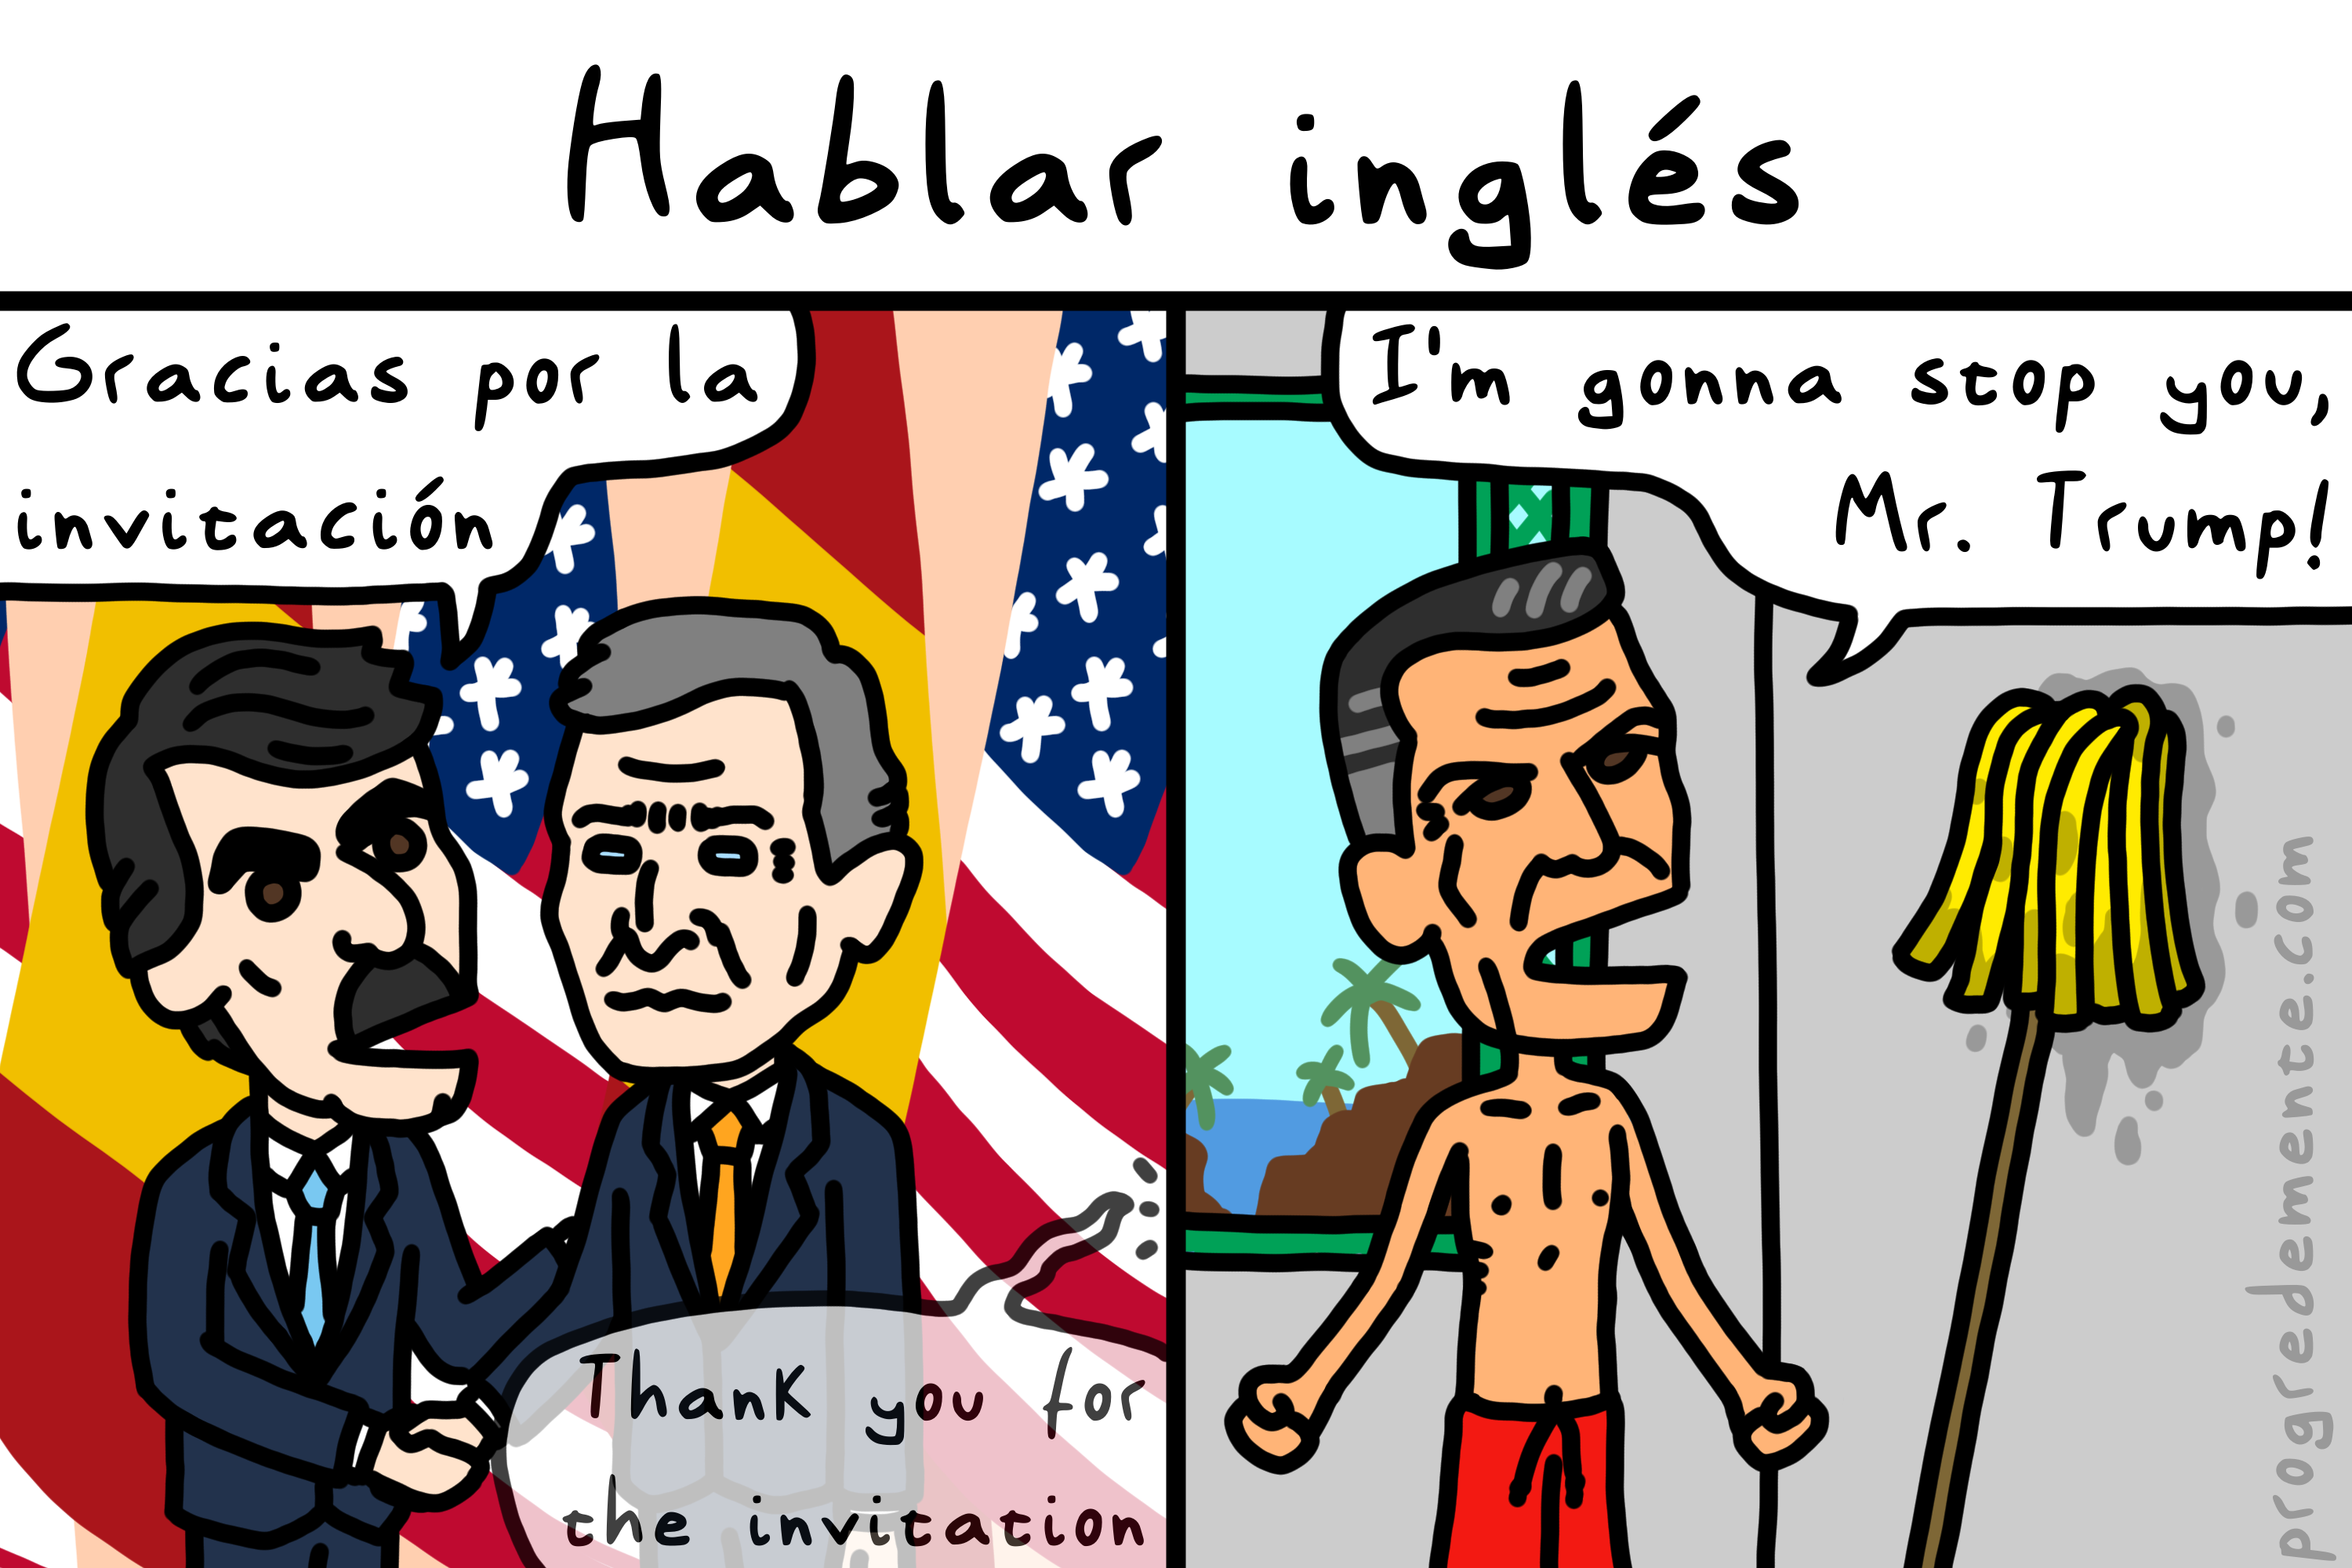 Hablar inglés
Gracias por la
invitación
Thank you for
the invitation
I'm gonna stop you,
Mr. Trump!
progredemente.com